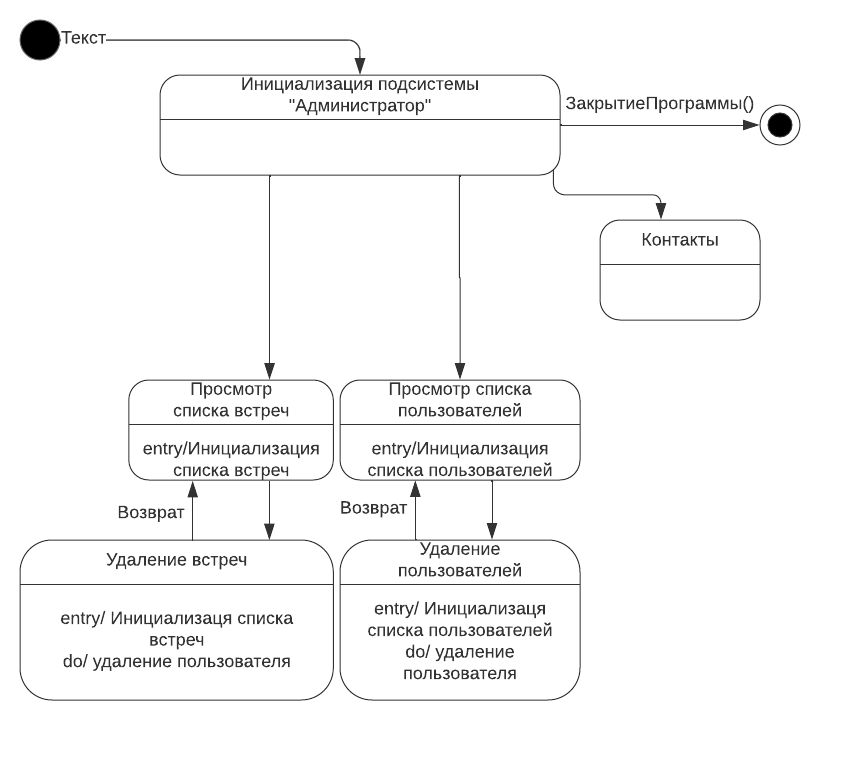 Текст
Инициализация подсистемы
"Администратор"
ЗакрытиеПрограммы()
Контакты
Просмотр
списка встреч
entry/Инициализация
списка встреч
Просмотр списка
пользователей
entry/Инициализация
списка пользователей
Возврат
Возврат
Удаление встреч
entry/ Инициализаця списка
встреч
do/ удаление пользователя
Удаление
пользователей
entry/ Инициализаця
списка пользователей
do/ удаление
пользователя